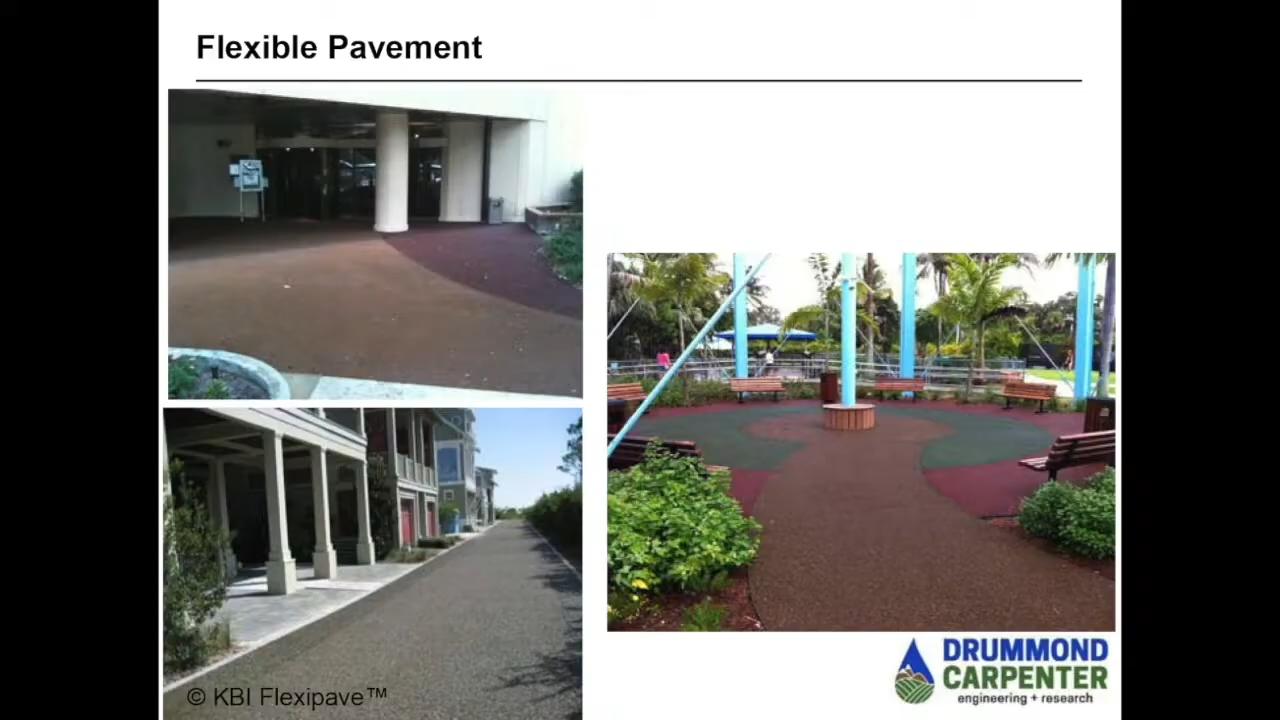 Flexible Pavement
© KBI Flexipave™
DRUMMOND
CARPENTER
engineering + research